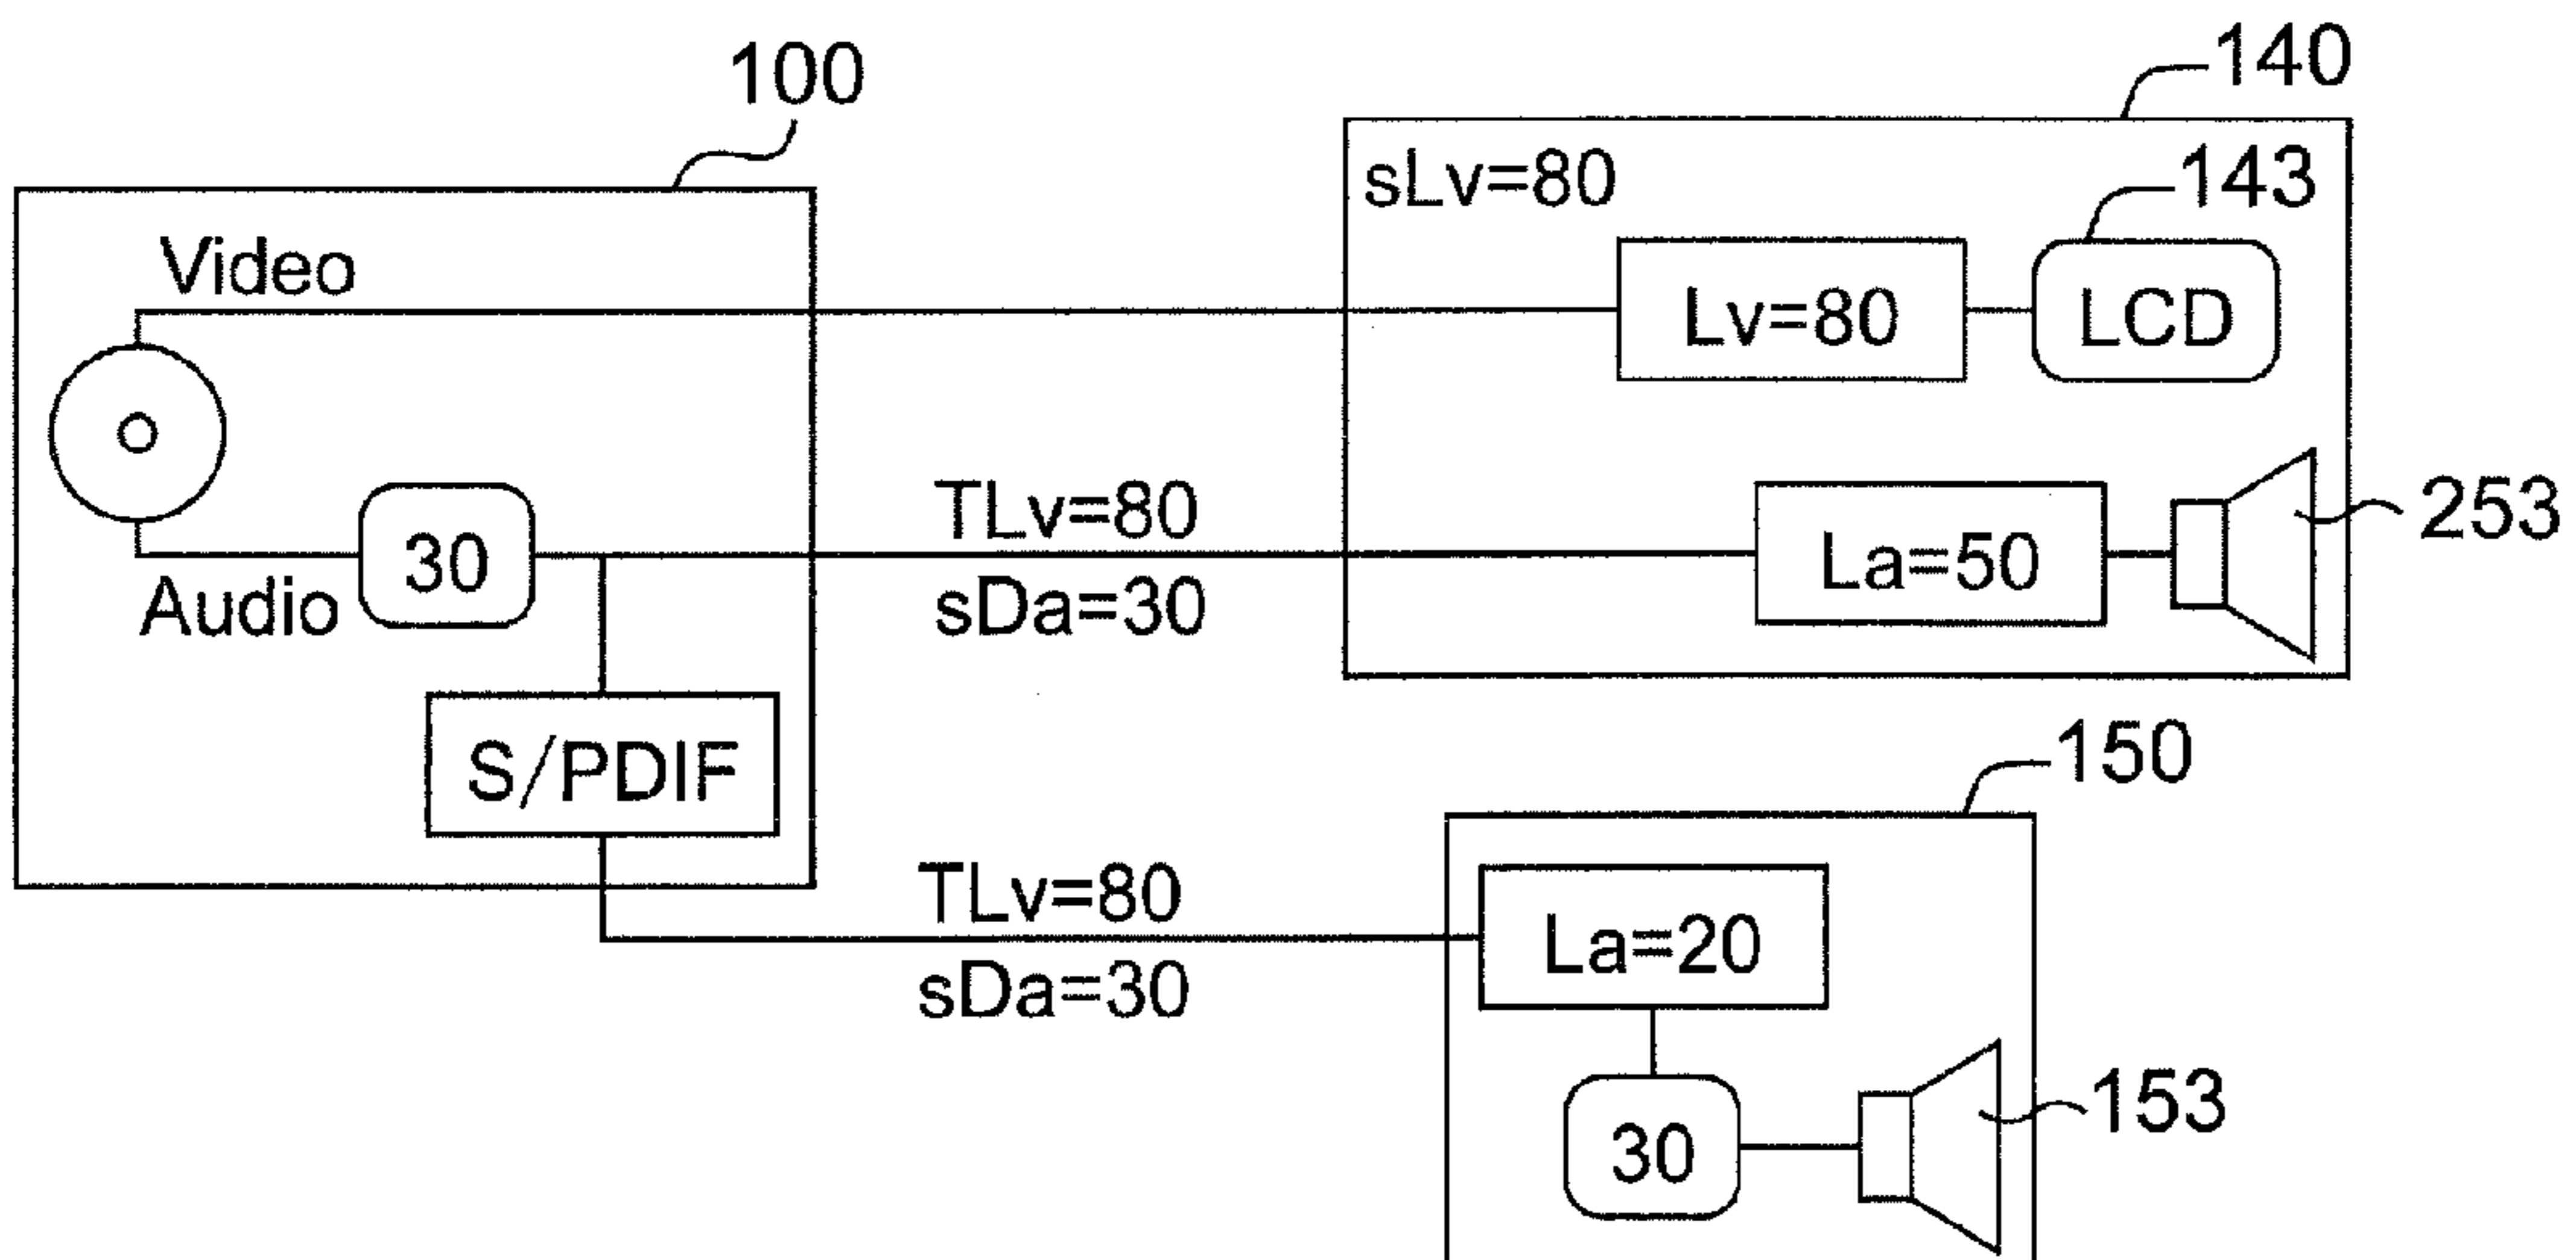 100
140
sLv=80
143
Video
Lv=80
LCD
TLv=80
253
30
La=50
Audio
sDa=30
S/PDIF
150
TLv=80
La=20
sDa=30
30
153